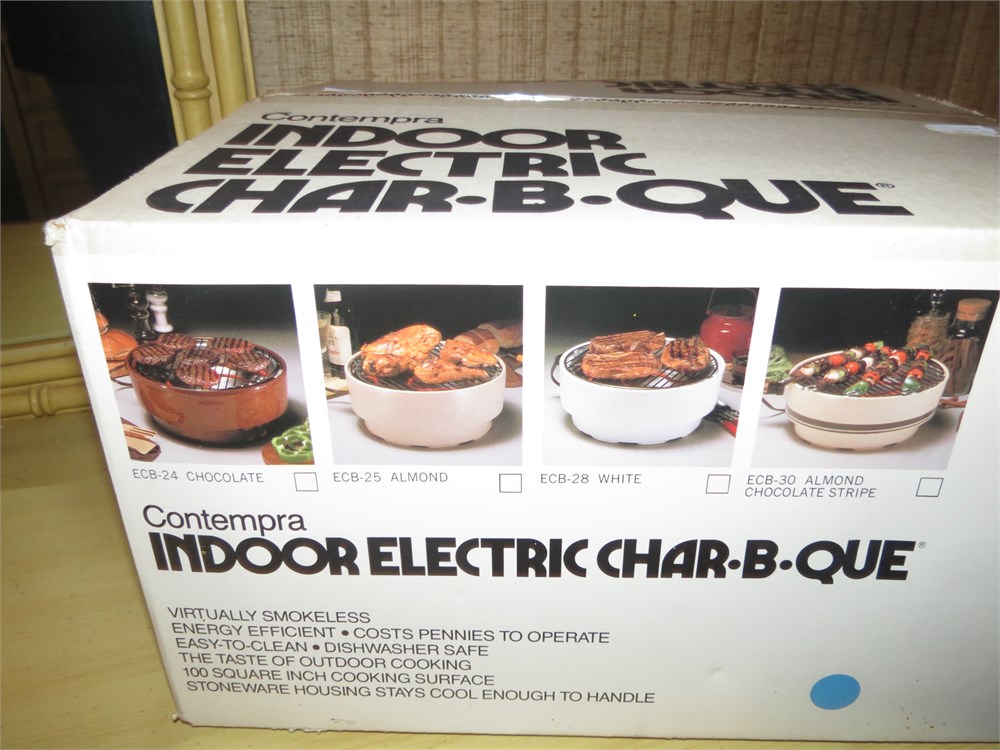 Contempra
INDOOR
ELECTRIC
CHAR•B•QUE®
ECB-24 CHOCOLATE
ECB-25 ALMOND
ECB-28 WHITE
ECB-30 ALMOND
CHOCOLATE STRIPE
Contempra
INDOOR ELECTRIC CHAR•B•QUE®
VIRTUALLY SMOKELESS
ENERGY EFFICIENT • COSTS PENNIES TO OPERATE
EASY-TO-CLEAN • DISHWASHER SAFE
THE TASTE OF OUTDOOR COOKING
100 SQUARE INCH COOKING SURFACE
STONEWARE HOUSING STAYS COOL ENOUGH TO HANDLE